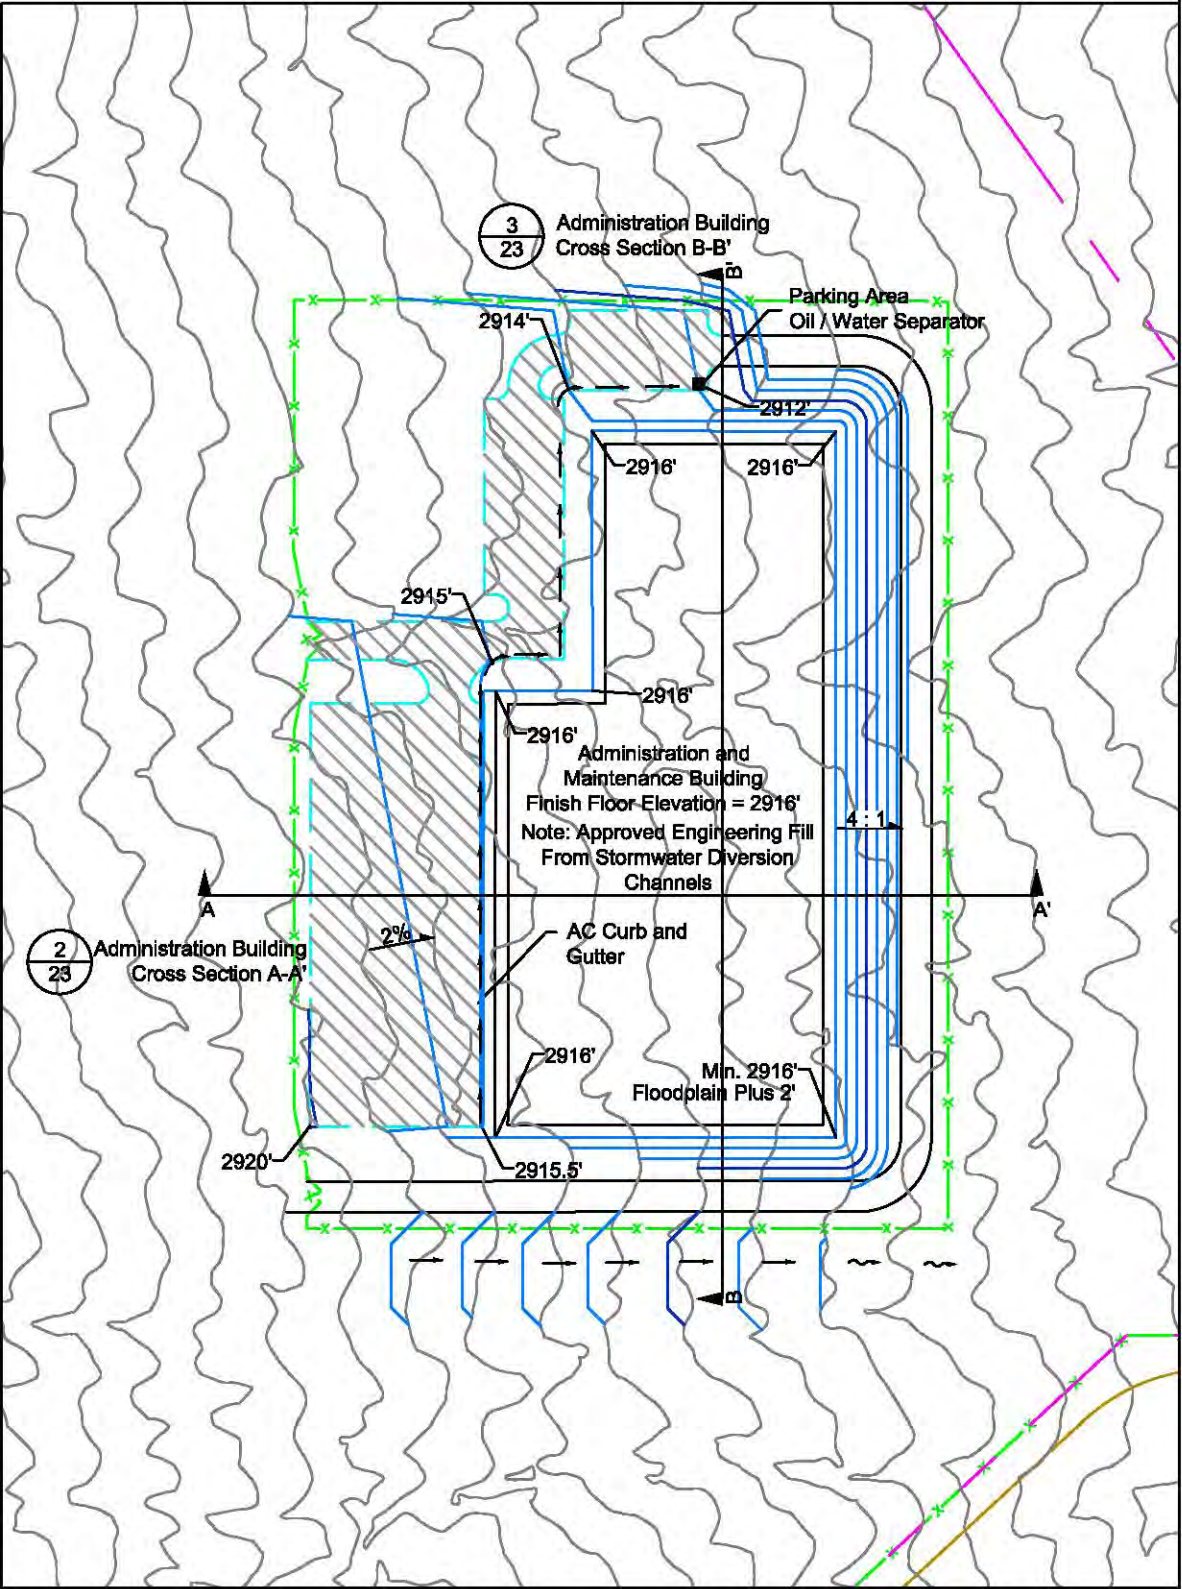 3
23
Administration Building
Cross Section B-B'
B'
Parking Area
Oil / Water Separator
2914'
2912'
2916'
2916'
2915'
2916'
2916'
Administration and
Maintenance Building
Finish Floor Elevation = 2916'
Note: Approved Engineering Fill
From Stormwater Diversion
Channels
4 : 1
A
A'
2
23
Administration Building
Cross Section A-A'
2%
AC Curb and
Gutter
2916'
Min. 2916'
Floodplain Plus 2'
2920'
2915.5'
B